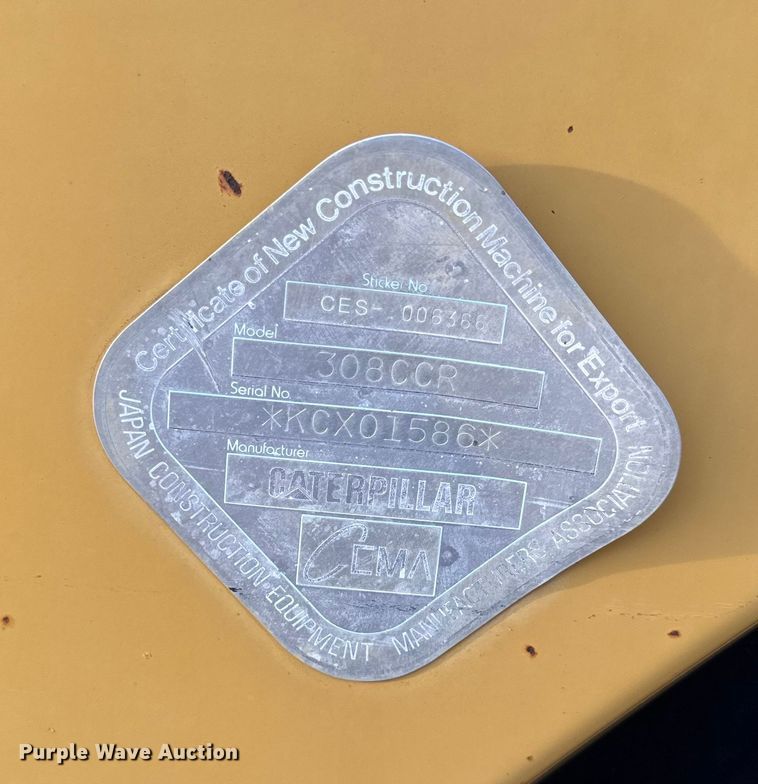 Certificate of New Construction Machine for Export
Sticker No.
CES- 006366
Model
308CCR
Serial No.
*KCX01586*
Manufacturer
CATERPILLAR
CEMA
JAPAN CONSTRUCTION EQUIPMENT MANUFACTURERS ASSOCIATION
Purple Wave Auction